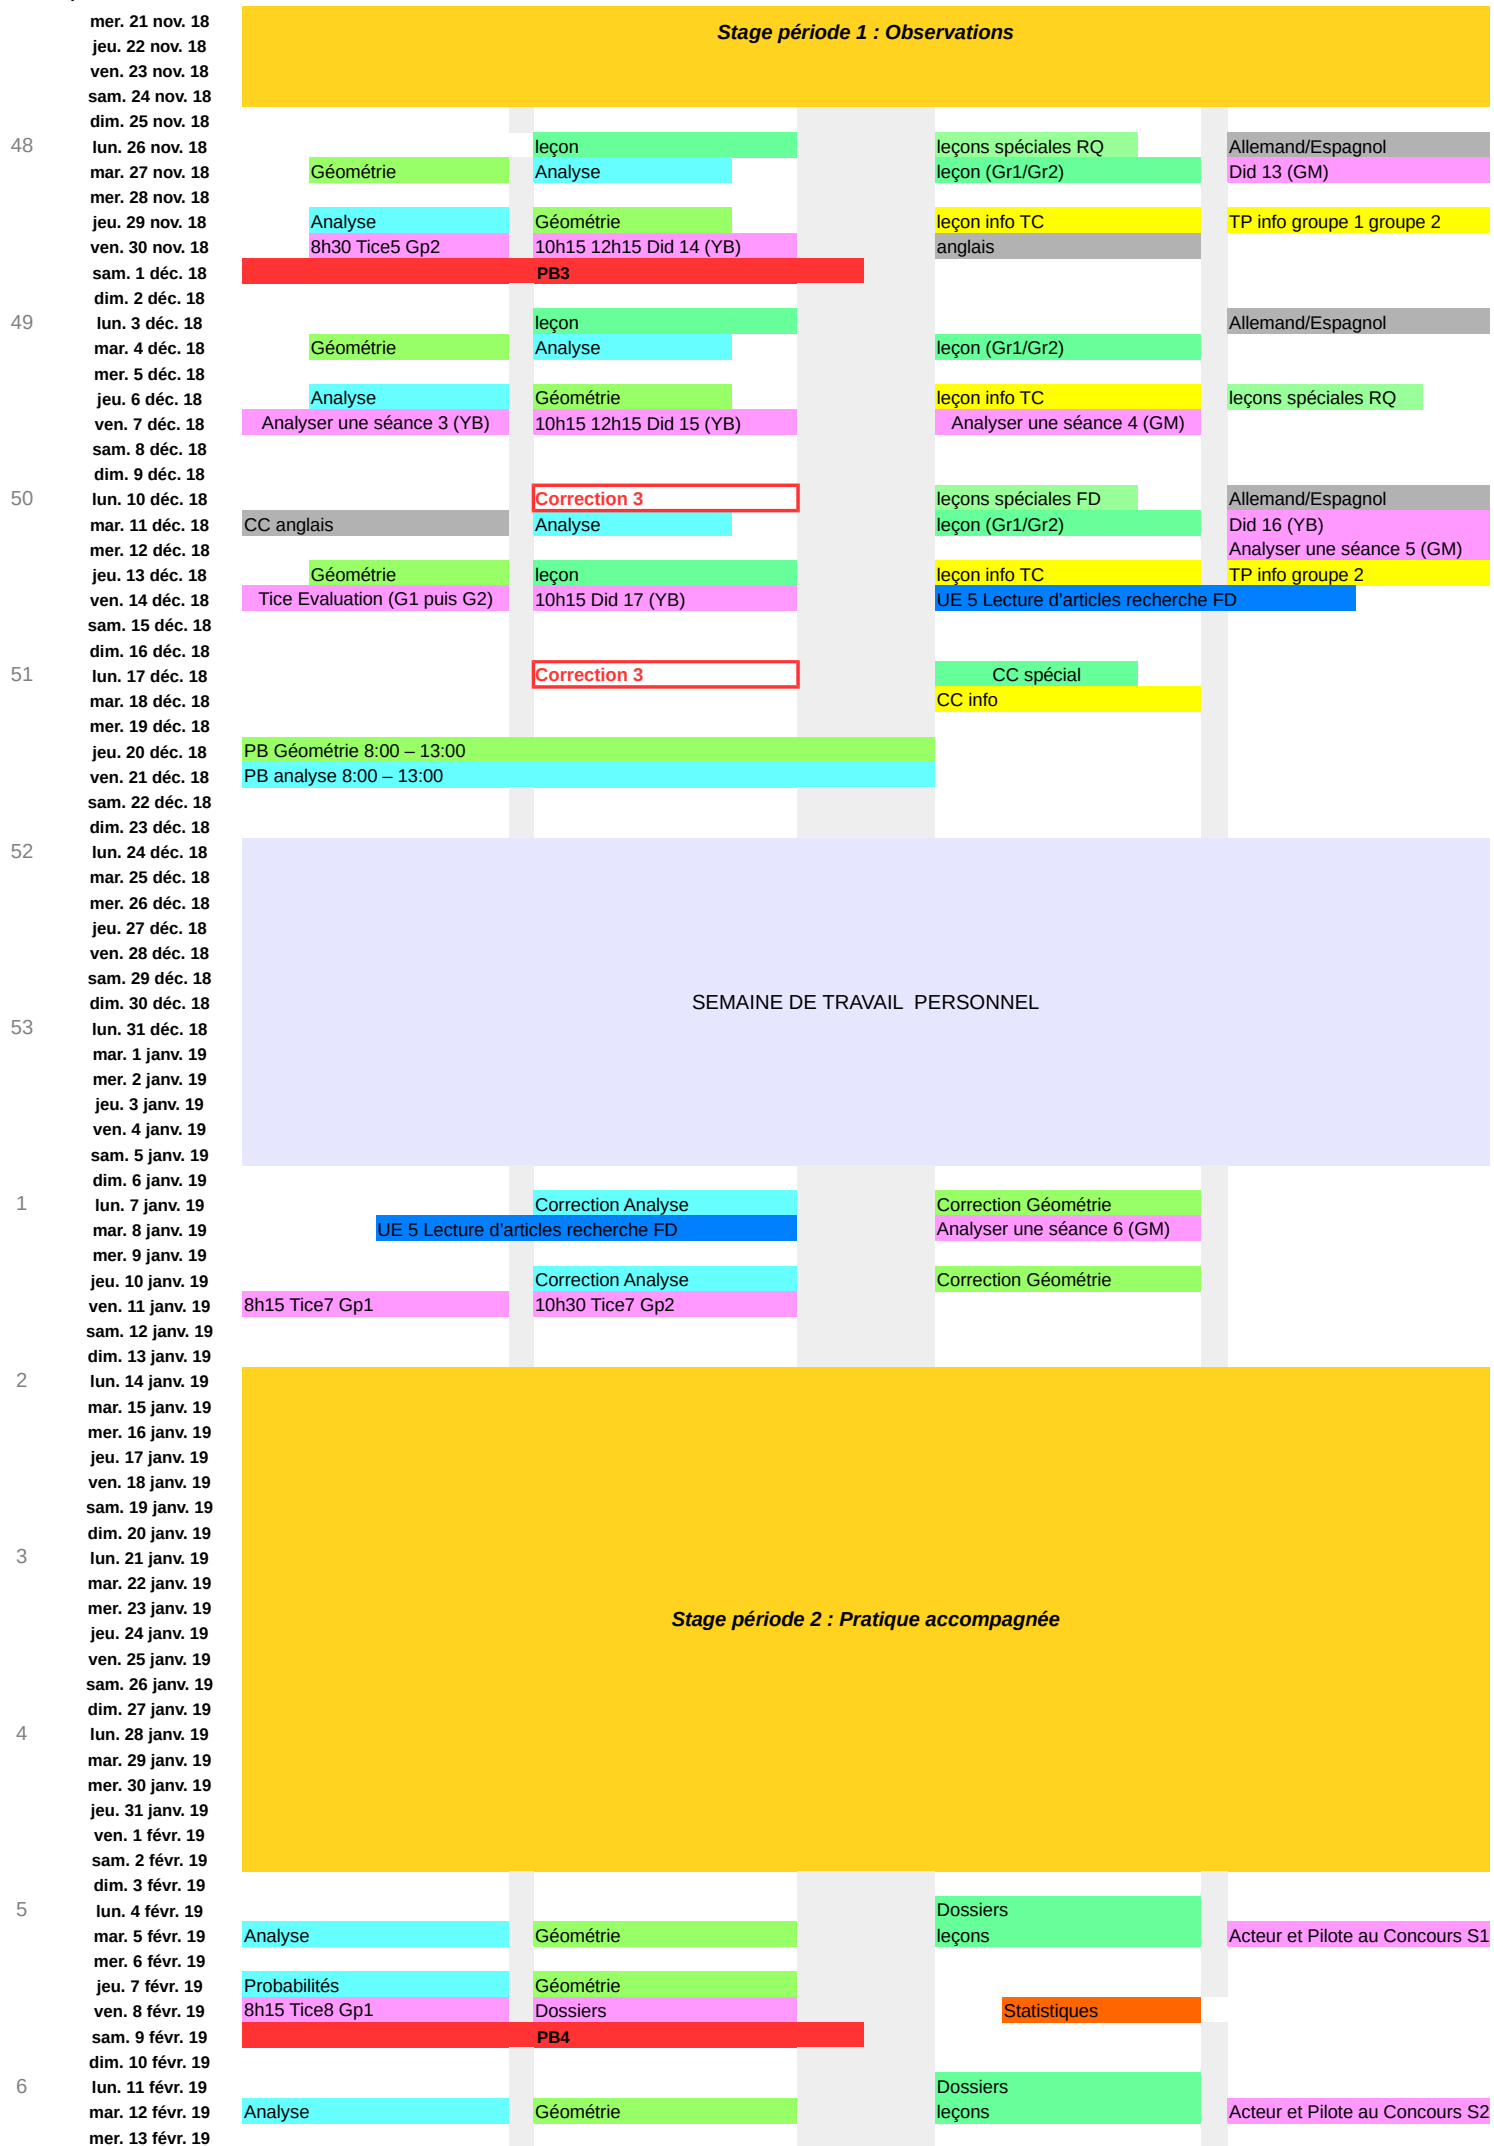 mer. 21 nov. 18
Stage période 1 : Observations
jeu. 22 nov. 18
ven. 23 nov. 18
sam. 24 nov. 18
dim. 25 nov. 18
48 lun. 26 nov. 18 leçon leçons spéciales RQ Allemand/Espagnol
mar. 27 nov. 18 Géométrie Analyse leçon (Gr1/Gr2) Did 13 (GM)
mer. 28 nov. 18
jeu. 29 nov. 18 Analyse Géométrie leçon info TC TP info groupe 1 groupe 2
ven. 30 nov. 18 8h30 Tice5 Gp2 10h15 12h15 Did 14 (YB) anglais
sam. 1 déc. 18 PB3
dim. 2 déc. 18
49 lun. 3 déc. 18 leçon Allemand/Espagnol
mar. 4 déc. 18 Géométrie Analyse leçon (Gr1/Gr2)
mer. 5 déc. 18
jeu. 6 déc. 18 Analyse Géométrie leçon info TC leçons spéciales RQ
ven. 7 déc. 18 Analyser une séance 3 (YB) 10h15 12h15 Did 15 (YB) Analyser une séance 4 (GM)
sam. 8 déc. 18
dim. 9 déc. 18
50 lun. 10 déc. 18 Correction 3 leçons spéciales FD Allemand/Espagnol
mar. 11 déc. 18 CC anglais Analyse leçon (Gr1/Gr2) Did 16 (YB)
mer. 12 déc. 18 Analyser une séance 5 (GM)
jeu. 13 déc. 18 Géométrie leçon leçon info TC TP info groupe 2
ven. 14 déc. 18 Tice Evaluation (G1 puis G2) 10h15 Did 17 (YB) UE 5 Lecture d'articles recherche FD
sam. 15 déc. 18
dim. 16 déc. 18
51 lun. 17 déc. 18 Correction 3 CC spécial
mar. 18 déc. 18 CC info
mer. 19 déc. 18
jeu. 20 déc. 18 PB Géométrie 8:00 – 13:00
ven. 21 déc. 18 PB analyse 8:00 – 13:00
sam. 22 déc. 18
dim. 23 déc. 18
52 lun. 24 déc. 18
mar. 25 déc. 18
mer. 26 déc. 18
jeu. 27 déc. 18
ven. 28 déc. 18
sam. 29 déc. 18
dim. 30 déc. 18 SEMAINE DE TRAVAIL PERSONNEL
53 lun. 31 déc. 18
mar. 1 janv. 19
mer. 2 janv. 19
jeu. 3 janv. 19
ven. 4 janv. 19
sam. 5 janv. 19
dim. 6 janv. 19
1 lun. 7 janv. 19 Correction Analyse Correction Géométrie
mar. 8 janv. 19 UE 5 Lecture d'articles recherche FD Analyser une séance 6 (GM)
mer. 9 janv. 19
jeu. 10 janv. 19 Correction Analyse Correction Géométrie
ven. 11 janv. 19 8h15 Tice7 Gp1 10h30 Tice7 Gp2
sam. 12 janv. 19
dim. 13 janv. 19
2 lun. 14 janv. 19
mar. 15 janv. 19
mer. 16 janv. 19
jeu. 17 janv. 19
ven. 18 janv. 19
sam. 19 janv. 19
dim. 20 janv. 19
3 lun. 21 janv. 19
mar. 22 janv. 19
mer. 23 janv. 19
Stage période 2 : Pratique accompagnée
jeu. 24 janv. 19
ven. 25 janv. 19
sam. 26 janv. 19
dim. 27 janv. 19
4 lun. 28 janv. 19
mar. 29 janv. 19
mer. 30 janv. 19
jeu. 31 janv. 19
ven. 1 févr. 19
sam. 2 févr. 19
dim. 3 févr. 19
5 lun. 4 févr. 19 Dossiers
mar. 5 févr. 19 Analyse Géométrie leçons Acteur et Pilote au Concours S1
mer. 6 févr. 19
jeu. 7 févr. 19 Probabilités Géométrie
ven. 8 févr. 19 8h15 Tice8 Gp1 Dossiers Statistiques
sam. 9 févr. 19 PB4
dim. 10 févr. 19
6 lun. 11 févr. 19 Dossiers
mar. 12 févr. 19 Analyse Géométrie leçons Acteur et Pilote au Concours S2
mer. 13 févr. 19